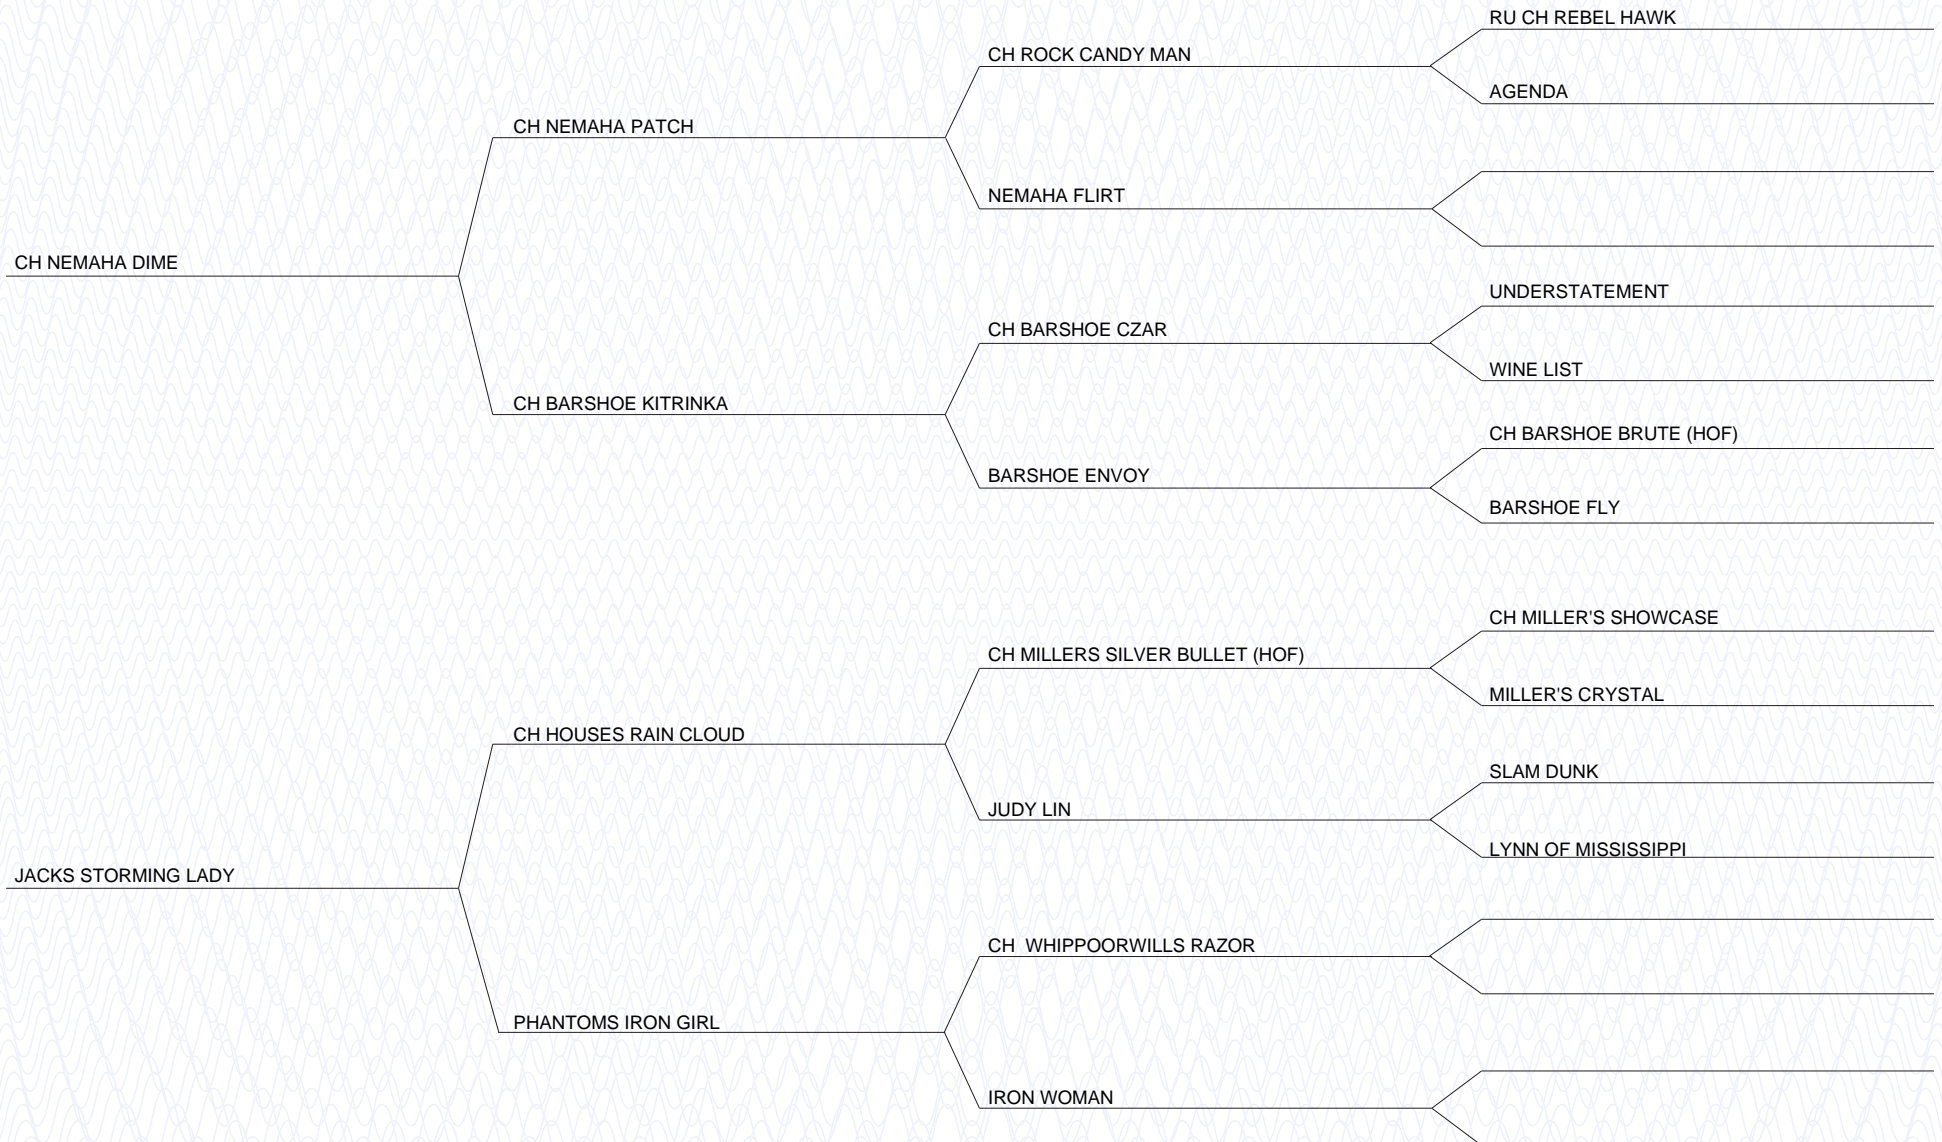 RU CH REBEL HAWK
CH ROCK CANDY MAN
AGENDA
CH NEMAHA PATCH
NEMAHA FLIRT
CH NEMAHA DIME
UNDERSTATEMENT
CH BARSHOE CZAR
WINE LIST
CH BARSHOE KITRINKA
CH BARSHOE BRUTE (HOF)
BARSHOE ENVOY
BARSHOE FLY
CH MILLER'S SHOWCASE
CH MILLERS SILVER BULLET (HOF)
MILLER'S CRYSTAL
CH HOUSES RAIN CLOUD
SLAM DUNK
JUDY LIN
LYNN OF MISSISSIPPI
JACKS STORMING LADY
CH  WHIPPOORWILLS RAZOR
PHANTOMS IRON GIRL
IRON WOMAN